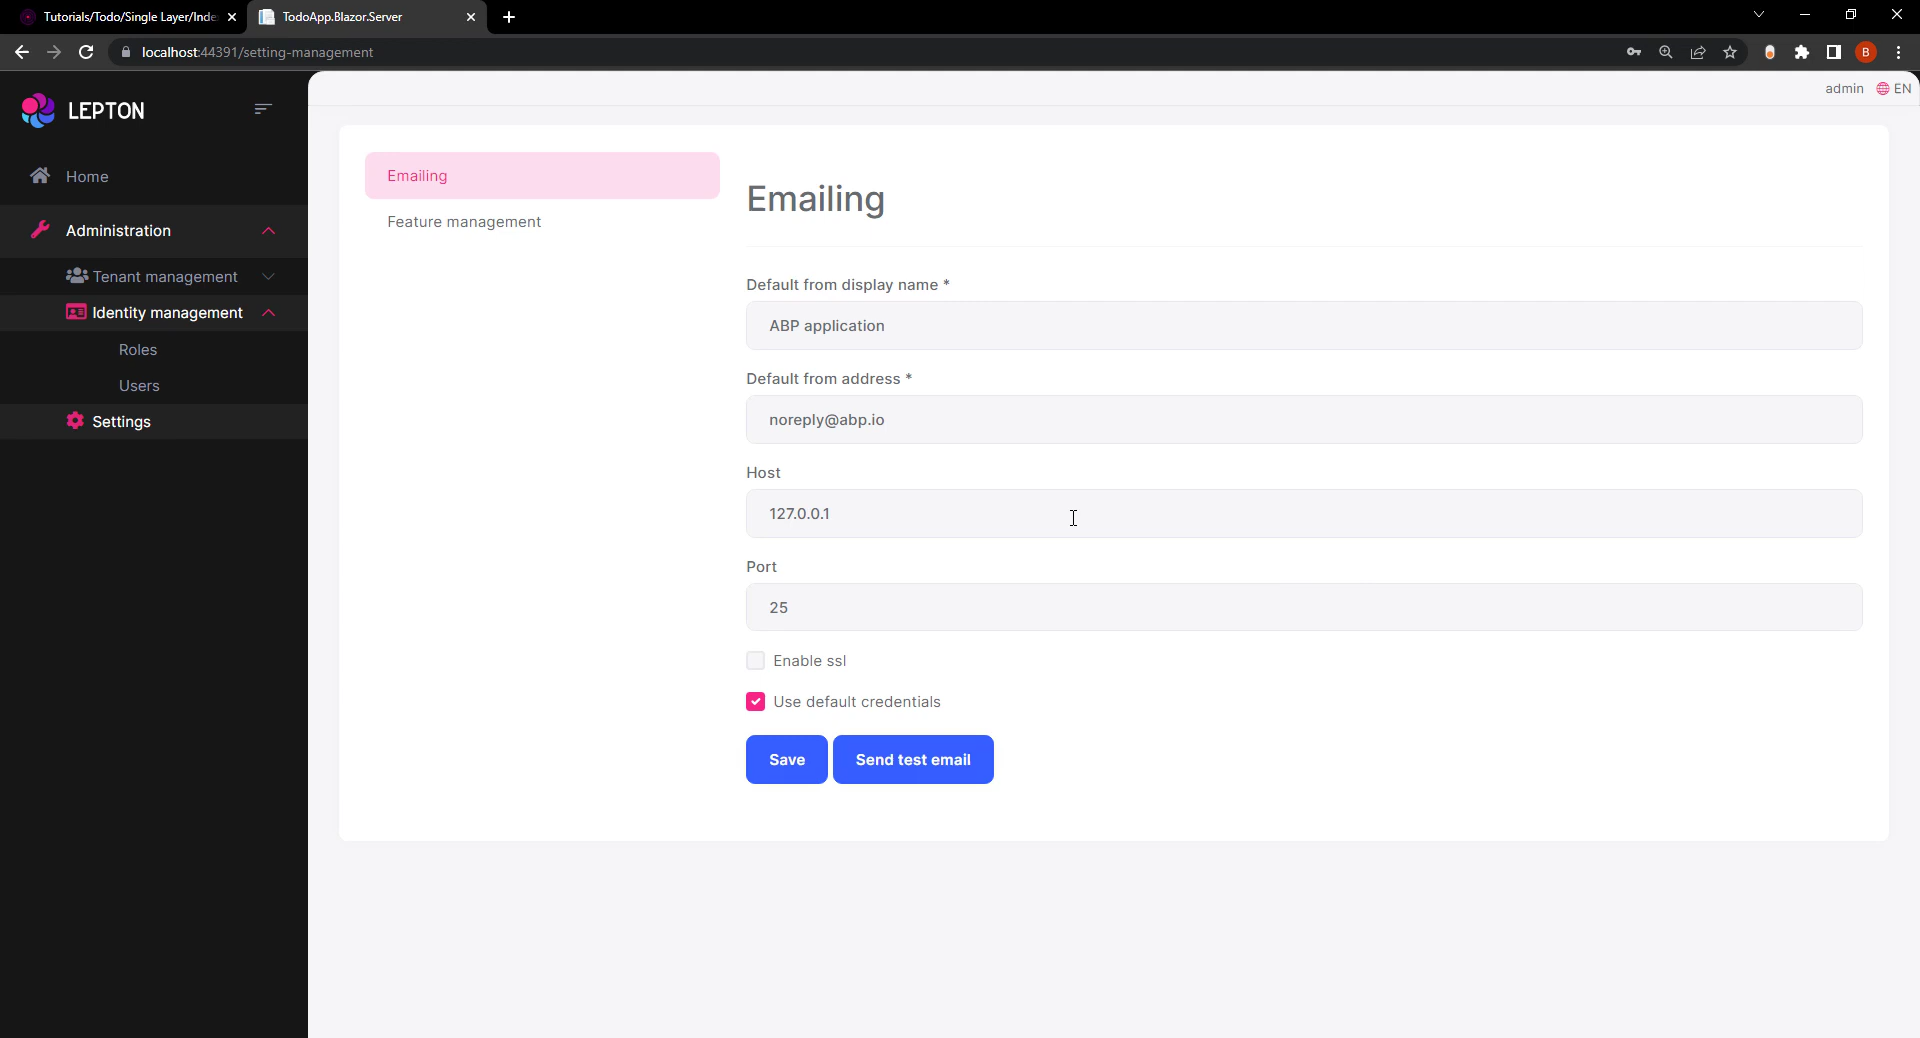 Tutorials/Todo/Single Layer/Inde
TodoApp.Blazor.Server
localhost:44391/setting-management
B
LEPTON
admin
EN
Home
Administration
Tenant management
Identity management
Roles
Users
Settings
Emailing
Feature management
Emailing
Default from display name *
ABP application
Default from address *
noreply@abp.io
Host
127.0.0.1
Port
25
Enable ssl
Use default credentials
Save
Send test email